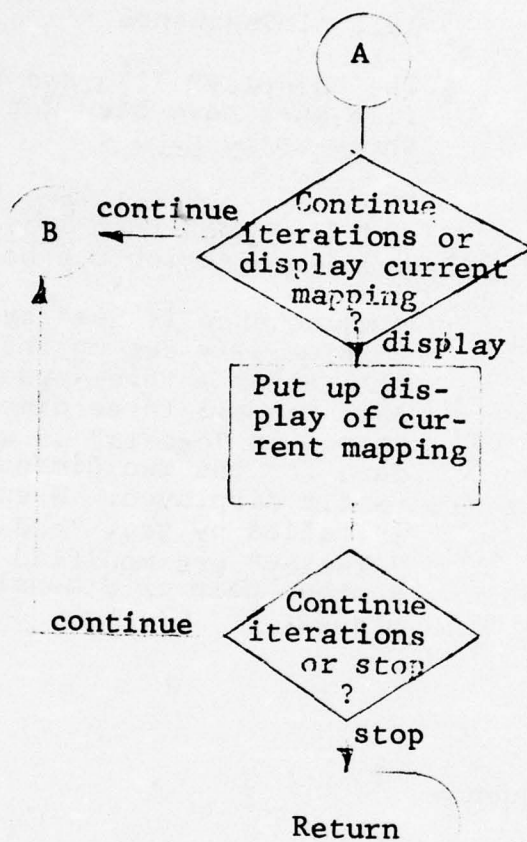 A
continue
B
Continue
iterations or
display current
mapping
?
display
Put up dis-
play of cur-
rent mapping
continue
Continue
iterations
or stop
?
stop
Return